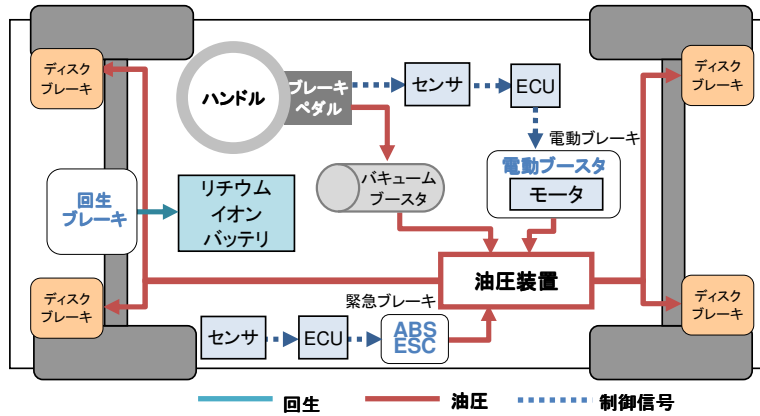 ディスク
ブレーキ
ハンドル
ブレーキ
ペダル
センサ
ECU
ディスク
ブレーキ
電動ブレーキ
電動ブースタ
モータ
バキューム
ブースタ
回生
ブレーキ
リチウム
イオン
バッテリ
油圧装置
ディスク
ブレーキ
緊急ブレーキ
ディスク
ブレーキ
センサ
ECU
ABS
ESC
回生
油圧
制御信号